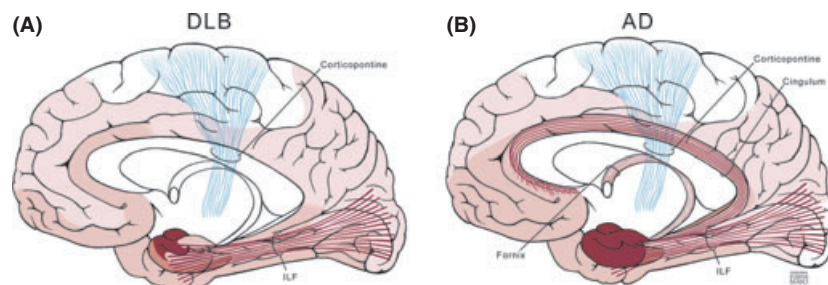 (A)
DLB
Corticopontine
ILF
(B)
AD
Corticopontine
Cingulum
Fornix
ILF